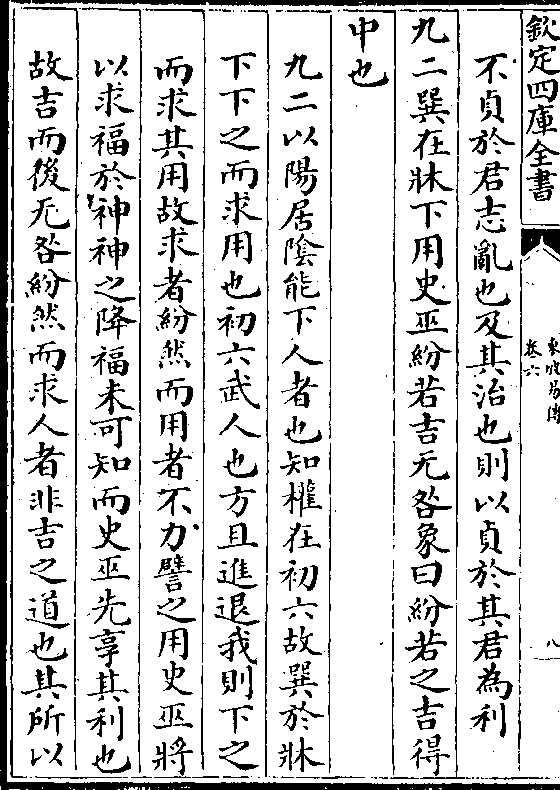 欽定四庫全書
東坡易傳
卷六
八
不貞於君志亂也及其治也則以貞於其君為利
九二巽在牀下用史巫紛若吉无咎象曰紛若之吉得
中也
九二以陽居陰能下人者也知權在初六故巽於牀
下下之而求用也初六武人也方且進退我則下之
而求其用故求者紛然而用者不力譬之用史巫將
以求福於神神之降福未可知而史巫先享其利也
故吉而後无咎紛然而求人者非吉之道也其所以